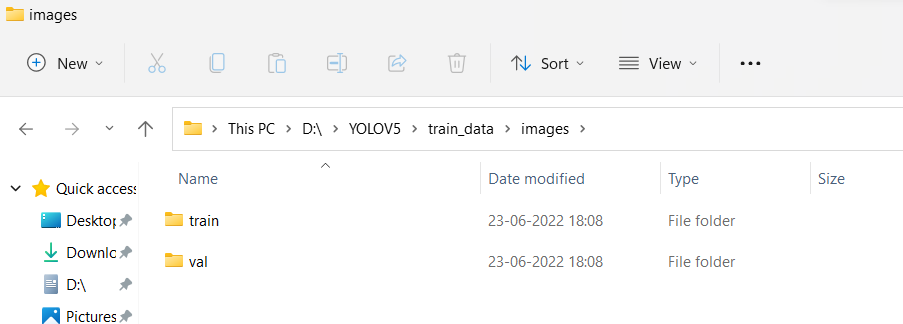 images
New Sort View
This PC D:\ YOLOV5 train_data images
Name Date modified Type Size
Quick access
Desktop
Downlo
D:\
Pictures
train 23-06-2022 18:08 File folder
val 23-06-2022 18:08 File folder